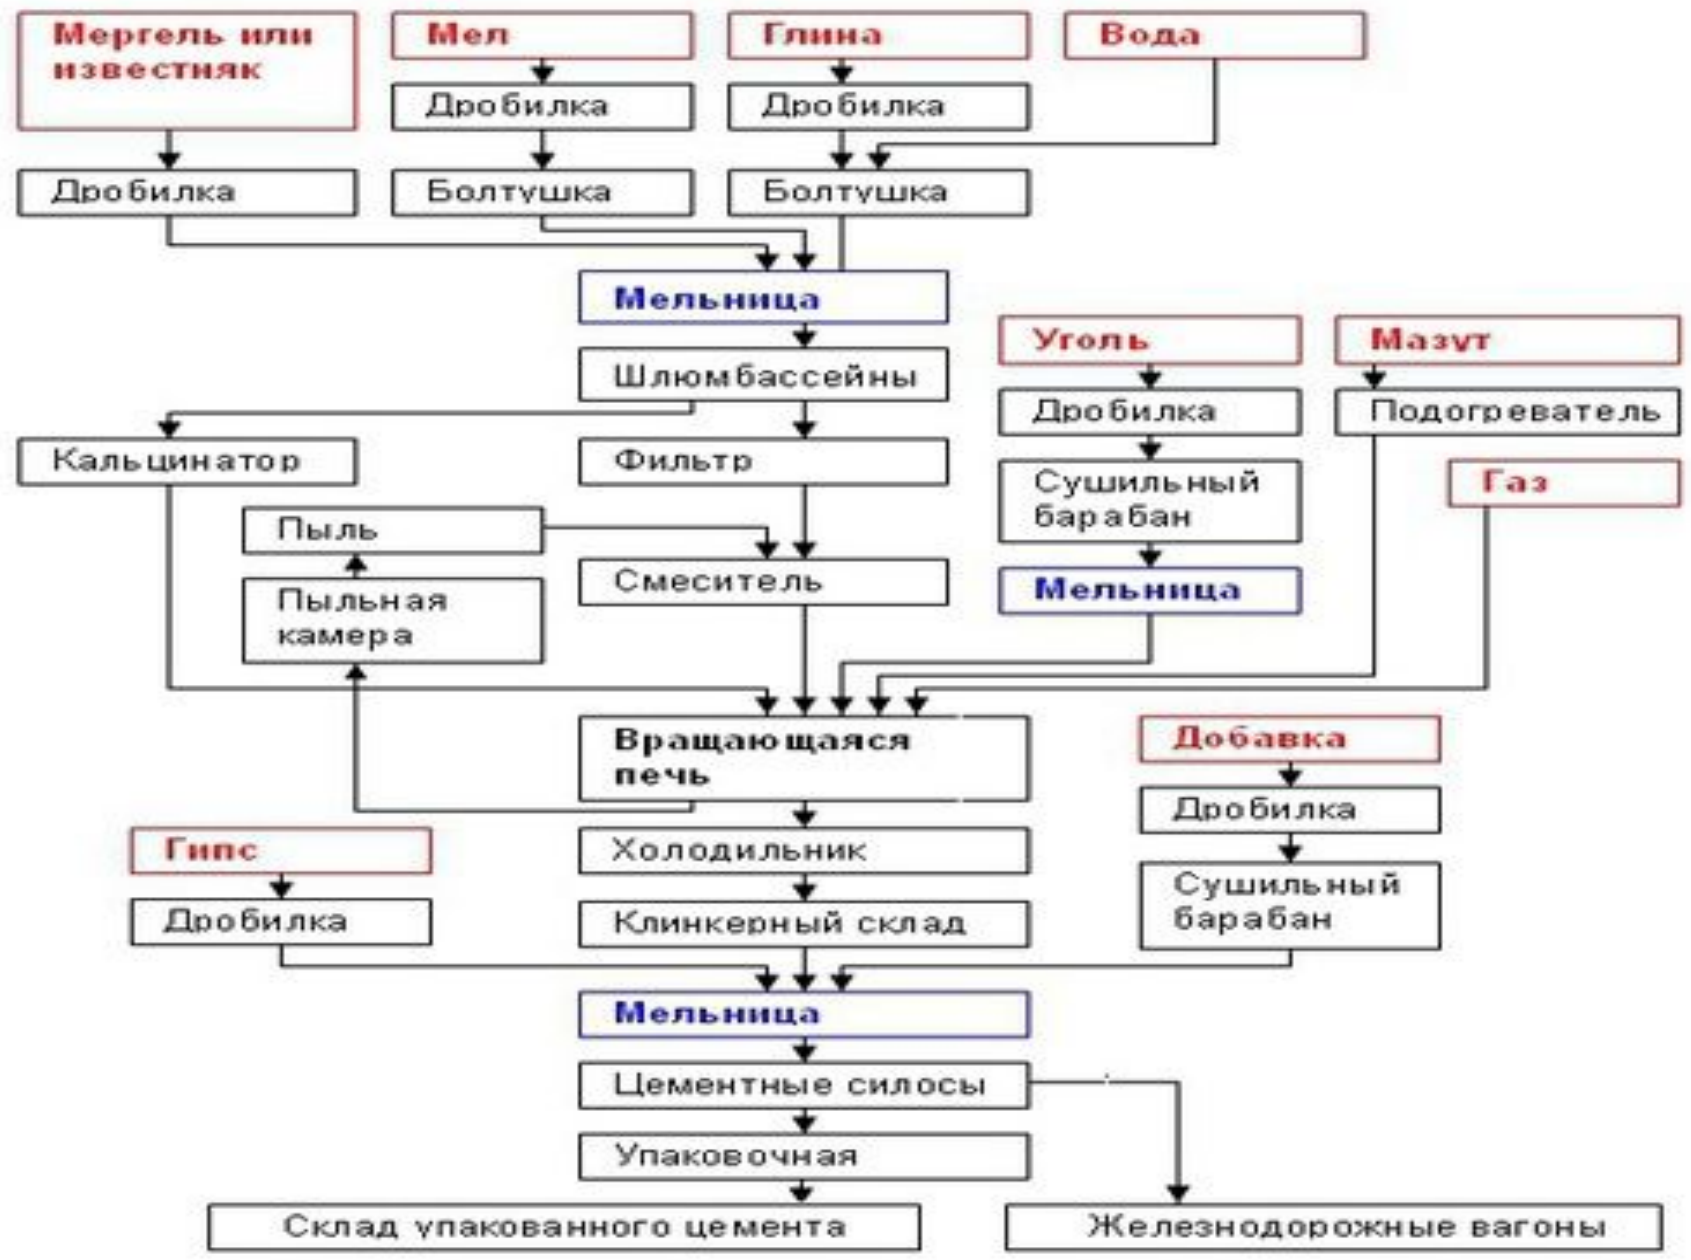 Мергель или
известняк
Мел
Глина
Вода
Дробилка
Дробилка
Дробилка
Болтушка
Болтушка
Мельница
Шлюмбассейны
Уголь
Мазут
Дробилка
Подогреватель
Кальцинатор
Фильтр
Сушильный
барабан
Газ
Пыль
Смеситель
Мельница
Пыльная
камера
Вращающаяся
печь
Добавка
Дробилка
Гипс
Холодильник
Сушильный
барабан
Дробилка
Клинкерный склад
Мельница
Цементные силосы
Упаковочная
Склад упакованного цемента
Железнодорожные вагоны